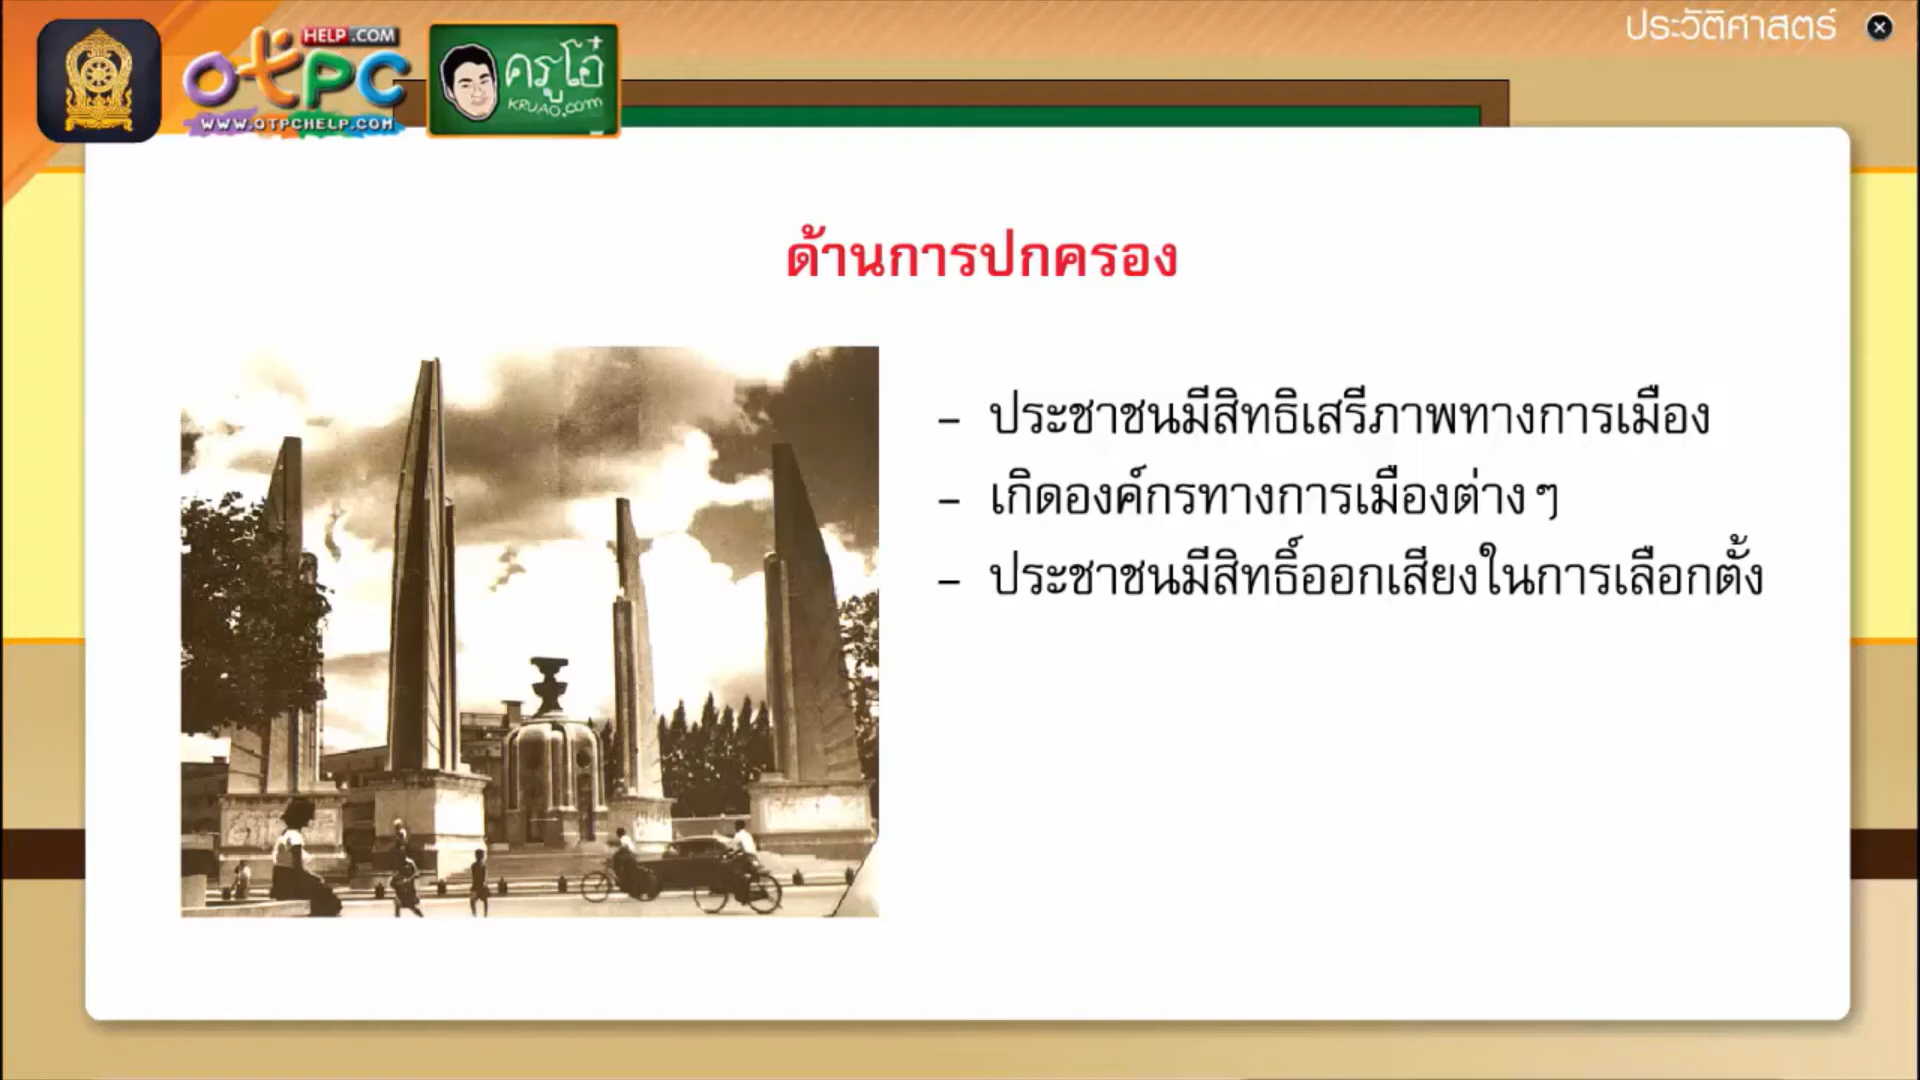 ประวัติศาสตร์
HELP.COM
otPC
WWW.OTPCHELP.COM
ครูโอ๋
KRUAO.com
ด้านการปกครอง
- ประชาชนมีสิทธิเสรีภาพทางการเมือง
- เกิดองค์กรทางการเมืองต่าง ๆ
- ประชาชนมีสิทธิ์ออกเสียงในการเลือกตั้ง